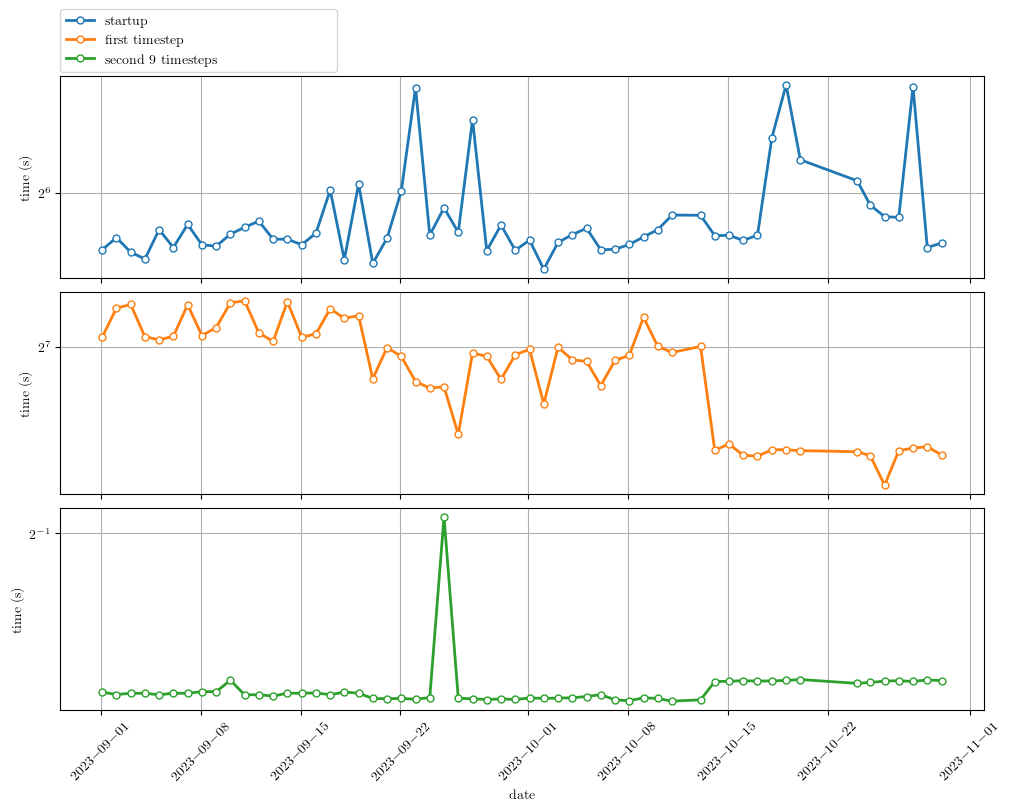 startup
first timestep
second 9 timesteps
time (s)
2^6
time (s)
2^7
time (s)
2^−1
2023−09−01
2023−09−08
2023−09−15
2023−09−22
2023−10−01
2023−10−08
2023−10−15
2023−10−22
2023−11−01
date